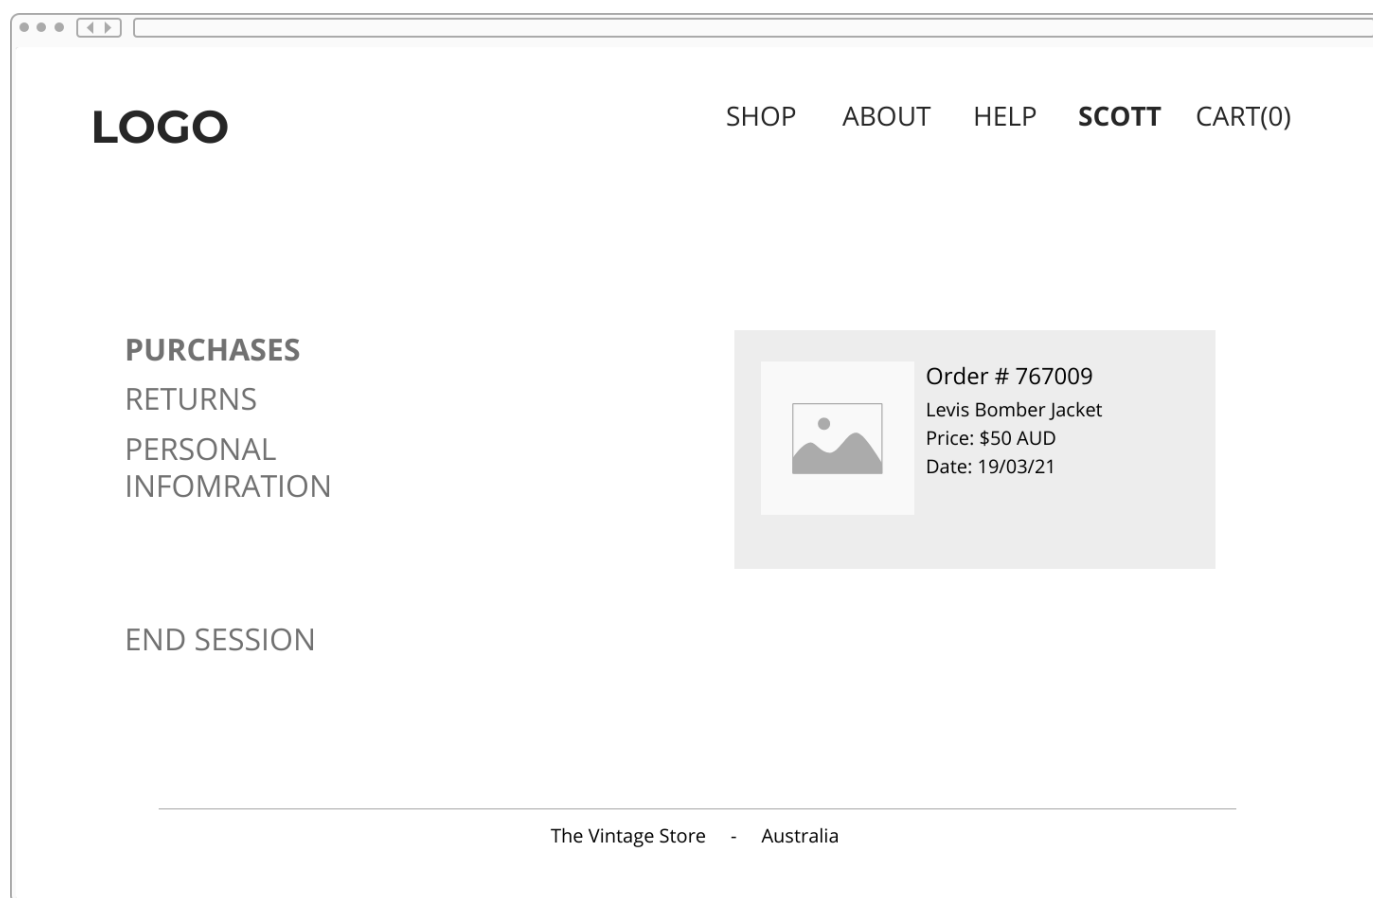 LOGO
SHOP ABOUT HELP SCOTT CART(0)
PURCHASES
RETURNS
PERSONAL
INFOMRATION
END SESSION
Order # 767009
Levis Bomber Jacket
Price: $50 AUD
Date: 19/03/21
The Vintage Store - Australia